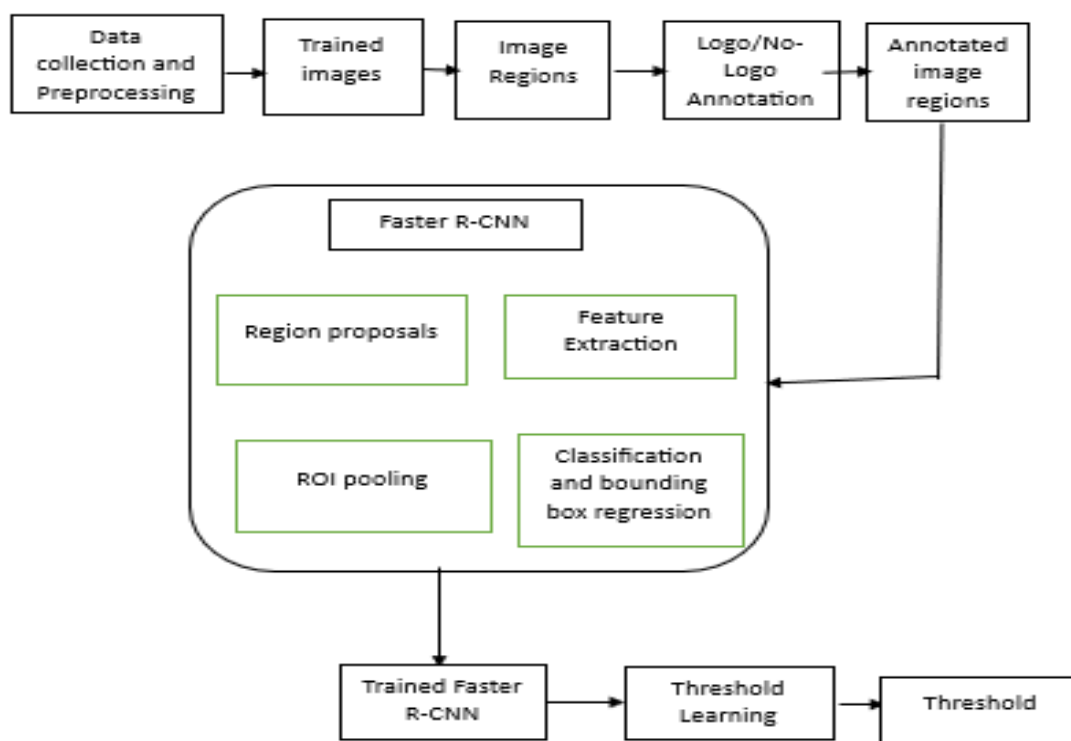 Data
collection and
Preprocessing
Trained
images
Image
Regions
Logo/No-
Logo
Annotation
Annotated
image
regions
Faster R-CNN
Region proposals
Feature
Extraction
ROI pooling
Classification
and bounding
box regression
Trained Faster
R-CNN
Threshold
Learning
Threshold